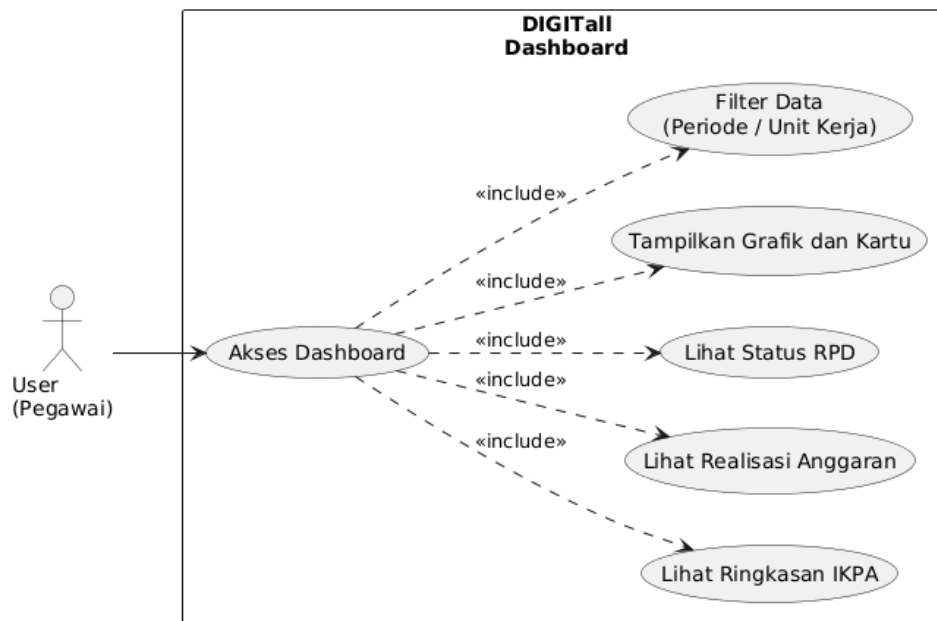 DIGITall
Dashboard
Filter Data
(Periode / Unit Kerja)
«include»
Tampilkan Grafik dan Kartu
«include»
User
(Pegawai)
Akses Dashboard
«include»
Lihat Status RPD
«include»
Lihat Realisasi Anggaran
«include»
Lihat Ringkasan IKPA